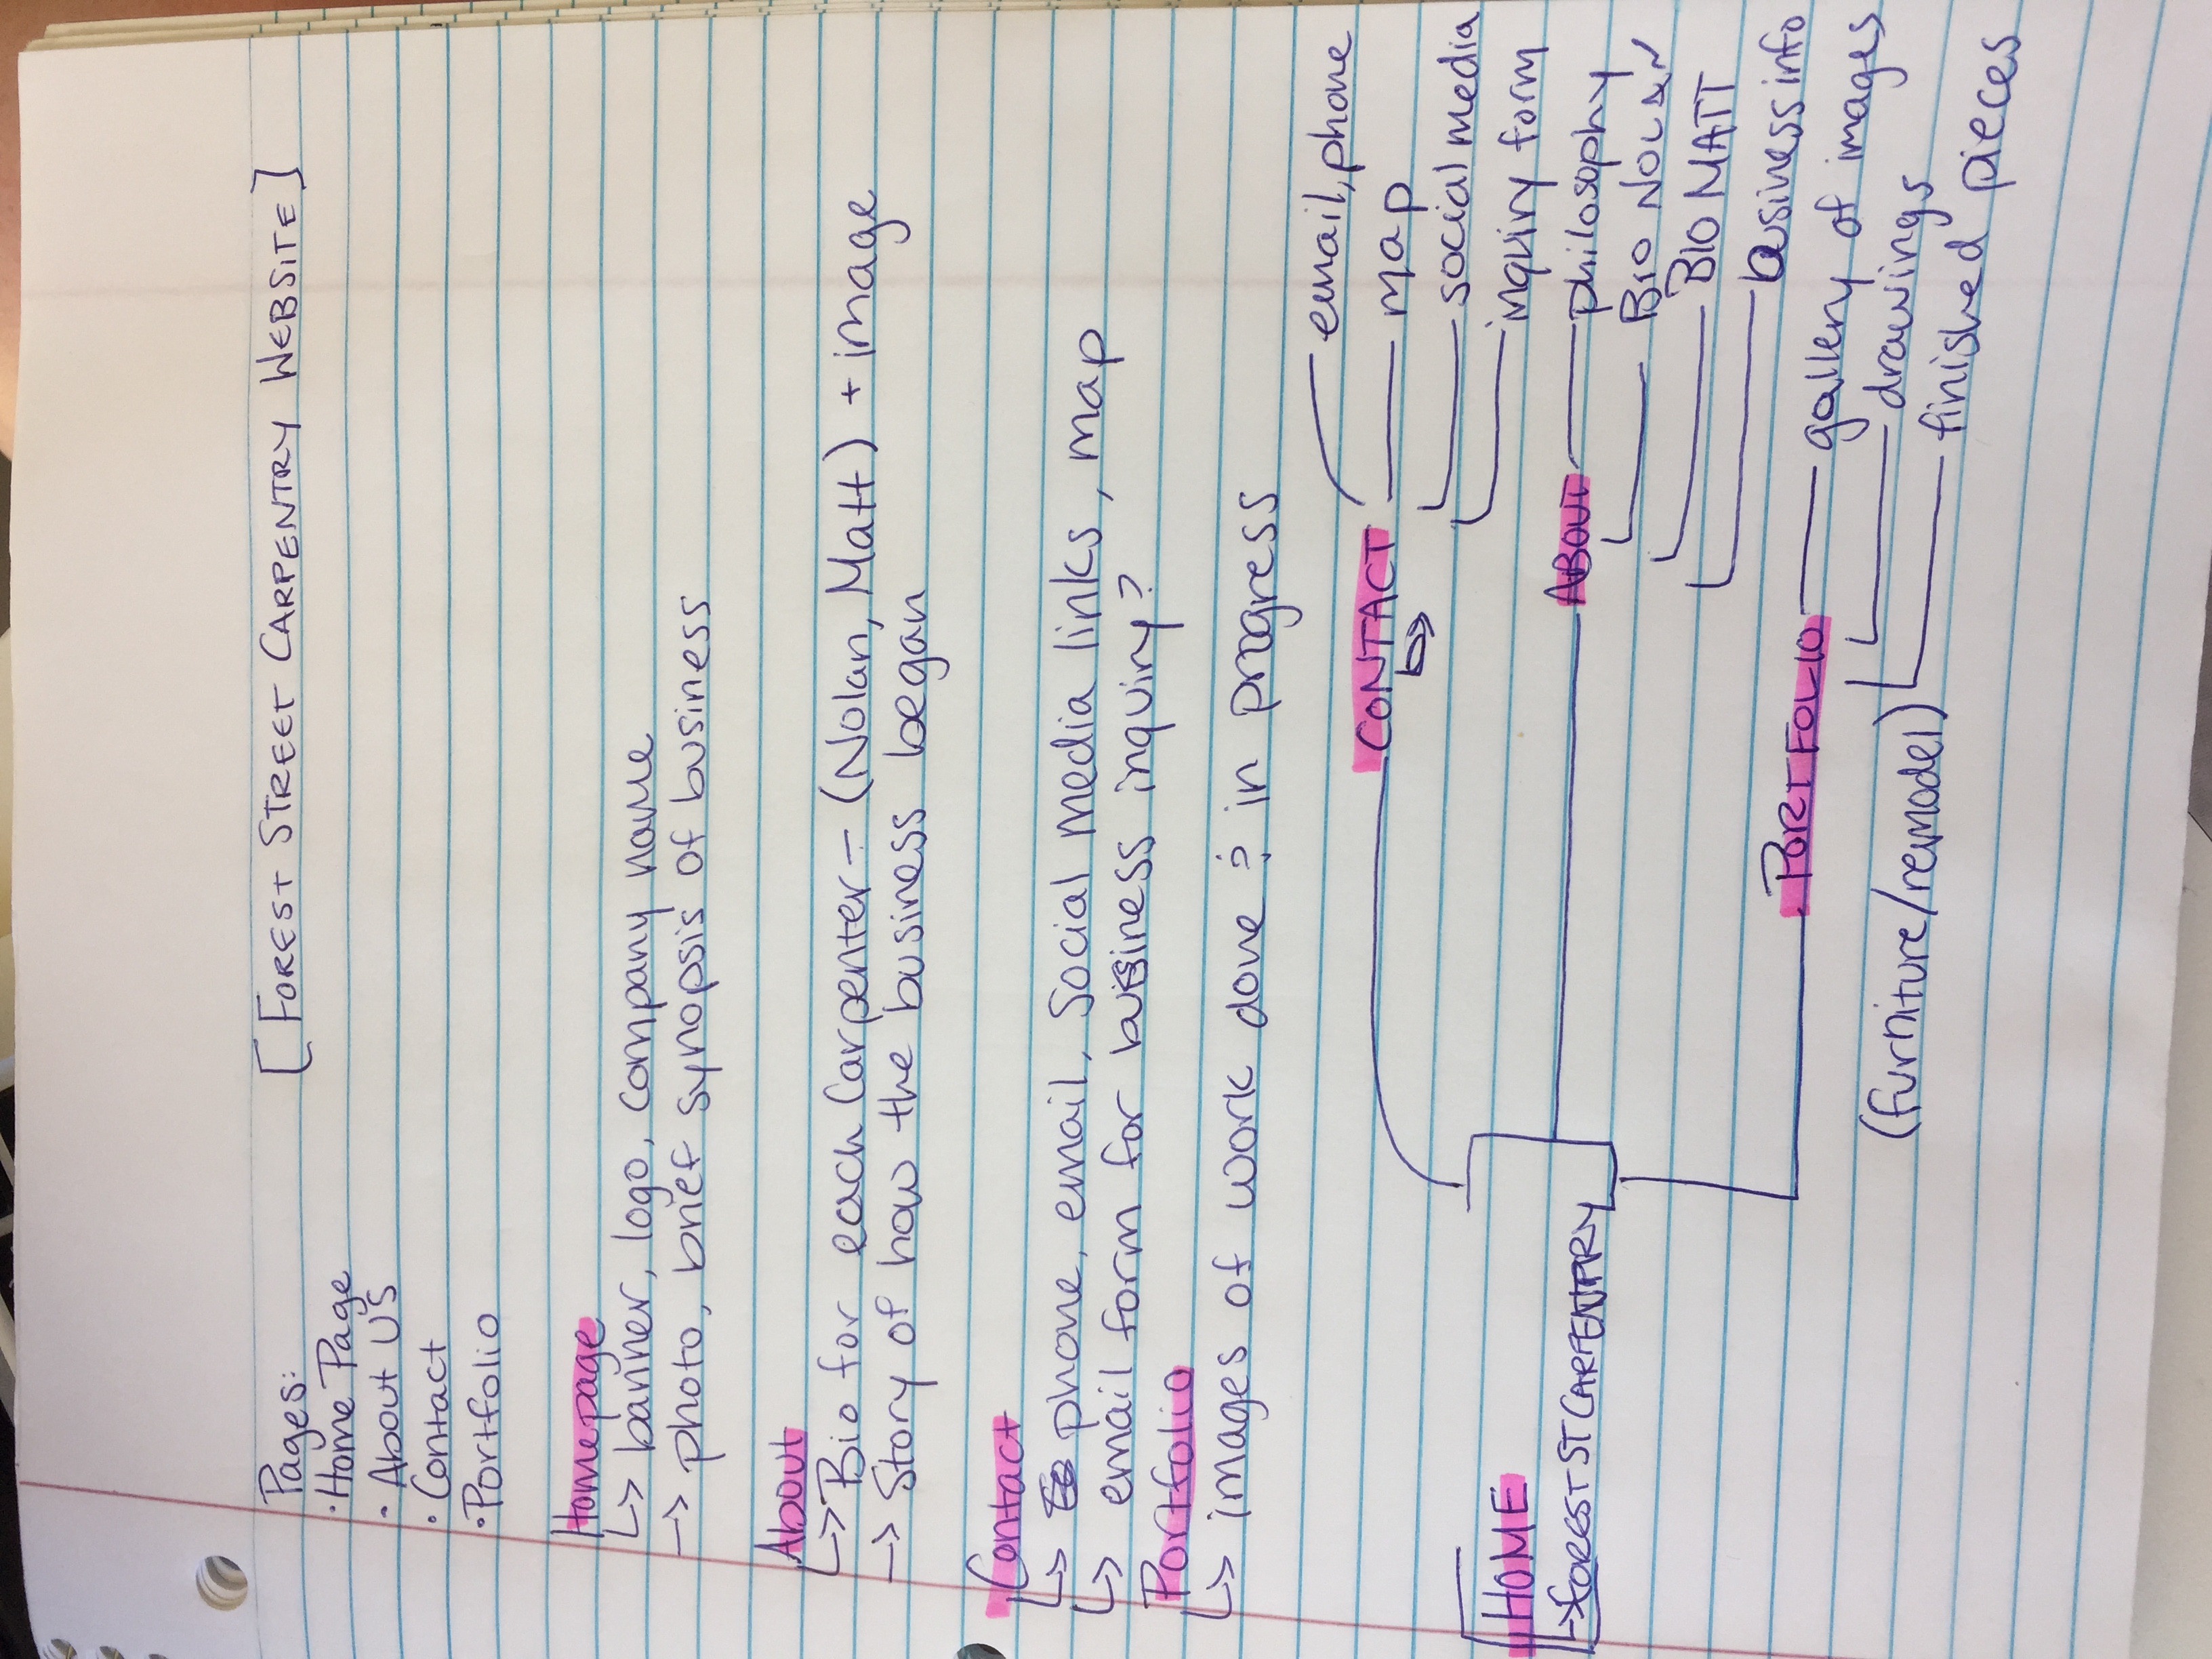 Pages: [FOREST STREET CARPENTRY WEBSITE]
· Home Page
· About US
· Contact
· Portfolio
Homepage
↳ banner, logo, company name
→ photo, brief synopsis of business
About
↳ Bio for each Carpenter - (Nolan, Matt) + image
→ Story of how the business began
Contact
↳ phone, email, Social media links, map
↳ email form for business inquiry?
Portfolio
↳ images of work done & in progress
email, phone
CONTACT
map
social media
inquiry form
HOME
→ FOREST ST CARPENTRY
ABOUT
philosophy
BIO NOLAN
BIO MATT
business info
PORTFOLIO
gallery of images
(furniture/remodel)
drawings
finished pieces